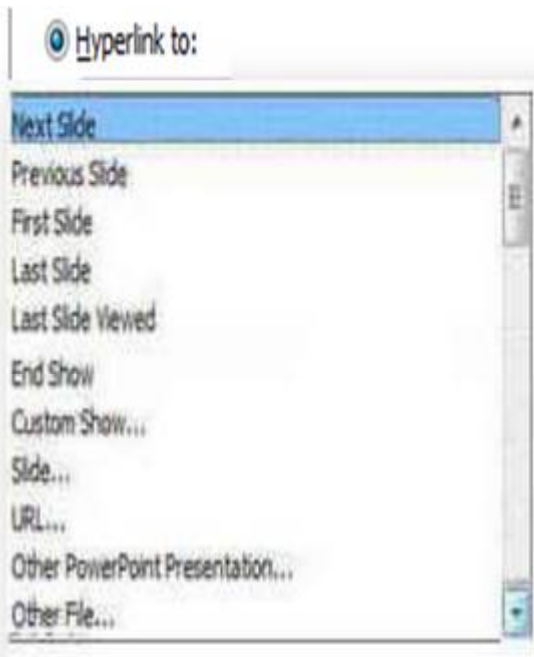 Hyperlink to:
Next Slide
Previous Slide
First Slide
Last Slide
Last Slide Viewed
End Show
Custom Show...
Slide...
URL...
Other PowerPoint Presentation...
Other File...